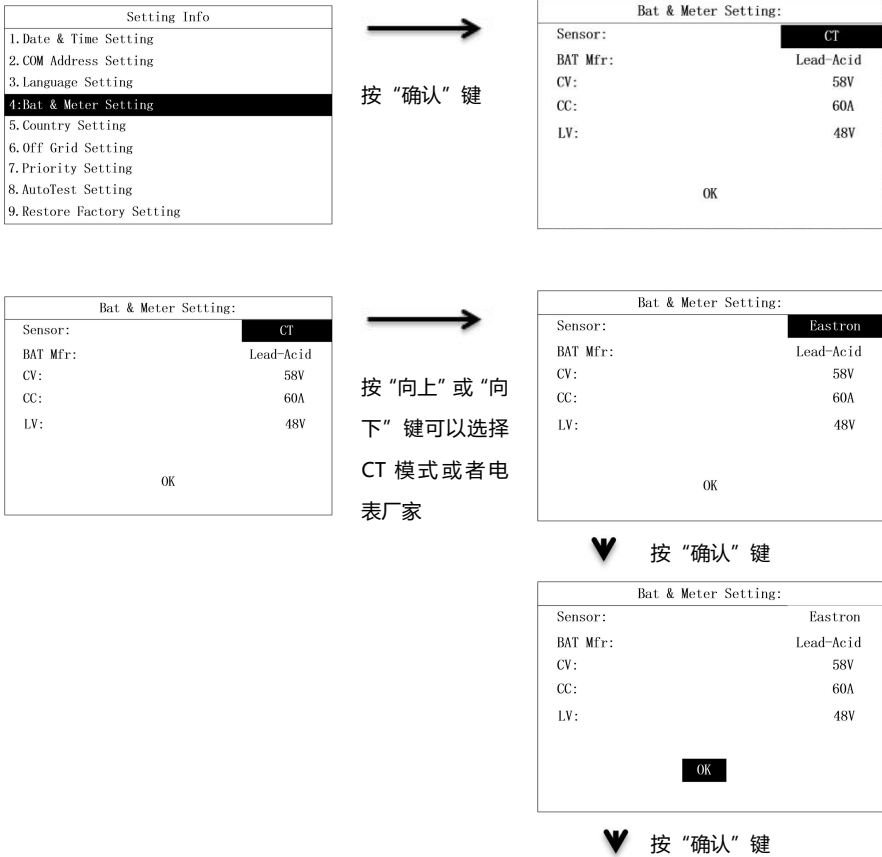 Setting Info
1.Date & Time Setting
2.COM Address Setting
3.Language Setting
4:Bat & Meter Setting
5.Country Setting
6.Off Grid Setting
7.Priority Setting
8.AutoTest Setting
9.Restore Factory Setting
按“确认”键
Bat & Meter Setting:
Sensor: CT
BAT Mfr: Lead-Acid
CV: 58V
CC: 60A
LV: 48V
OK
Bat & Meter Setting:
Sensor: CT
BAT Mfr: Lead-Acid
CV: 58V
CC: 60A
LV: 48V
OK
按“向上”或“向
下”键可以选择
CT 模式或者电
表厂家
Bat & Meter Setting:
Sensor: Eastron
BAT Mfr: Lead-Acid
CV: 58V
CC: 60A
LV: 48V
OK
按“确认”键
Bat & Meter Setting:
Sensor: Eastron
BAT Mfr: Lead-Acid
CV: 58V
CC: 60A
LV: 48V
OK
按“确认”键